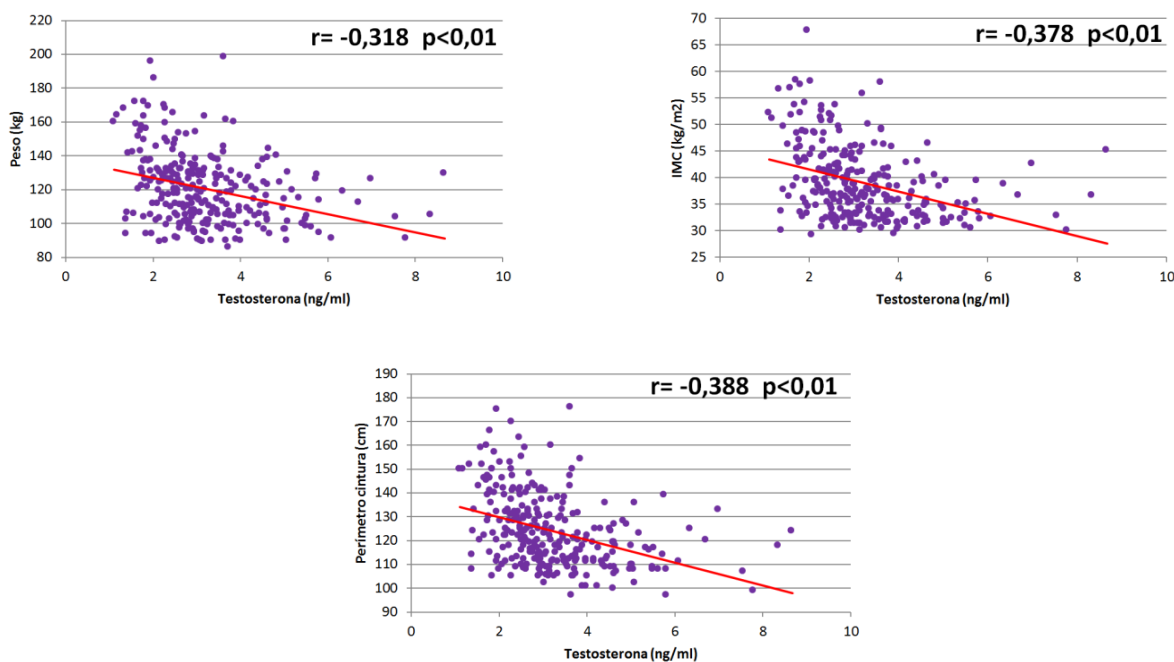 r= -0,318 p<0,01
Peso (kg)
220
200
180
160
140
120
100
80
0 2 4 6 8 10
Testosterona (ng/ml)
r= -0,378 p<0,01
IMC (kg/m2)
70
65
60
55
50
45
40
35
30
25
0 2 4 6 8 10
Testosterona (ng/ml)
r= -0,388 p<0,01
Perímetro cintura (cm)
190
180
170
160
150
140
130
120
110
100
90
0 2 4 6 8 10
Testosterona (ng/ml)